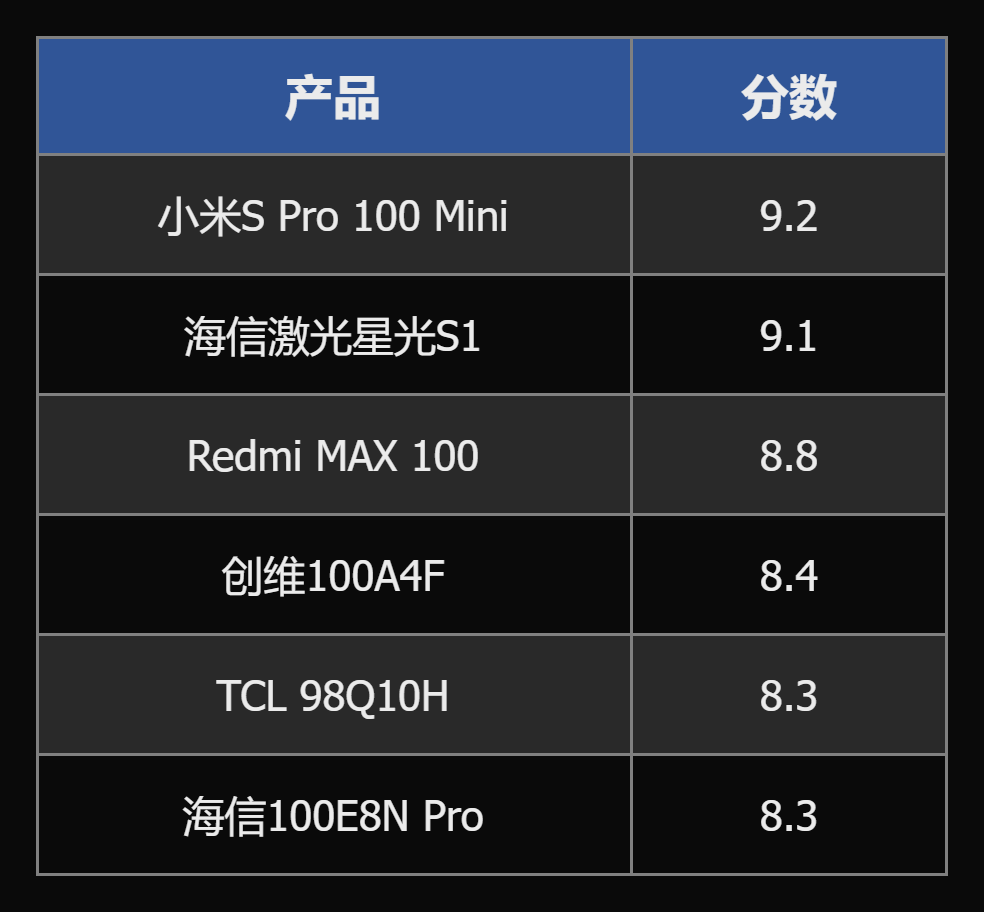 产品 分数
小米S Pro 100 Mini 9.2
海信激光星光S1 9.1
Redmi MAX 100 8.8
创维100A4F 8.4
TCL 98Q10H 8.3
海信100E8N Pro 8.3